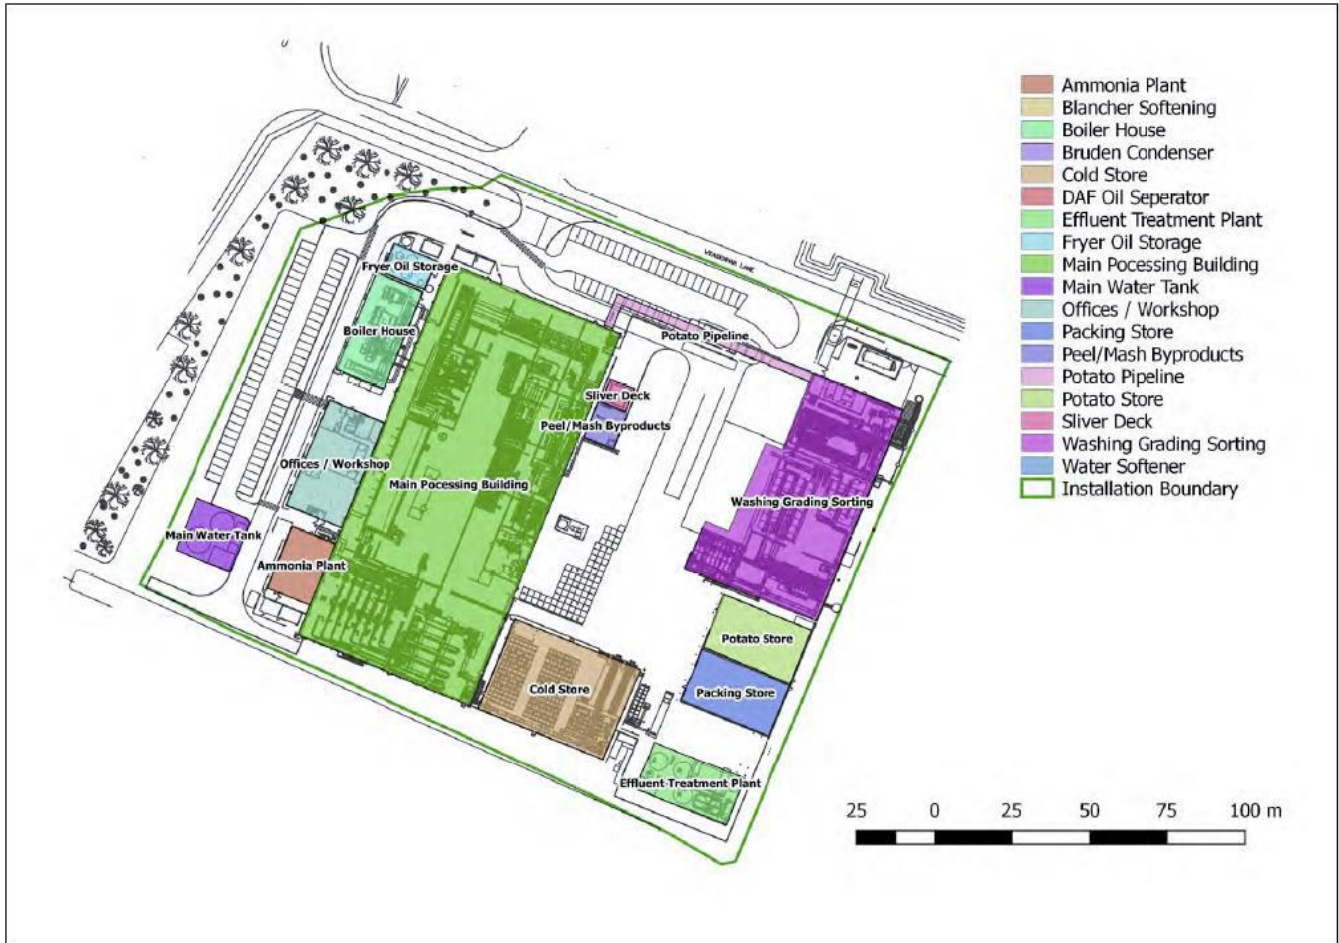 Ammonia Plant
Blancher Softening
Boiler House
Bruden Condenser
Cold Store
DAF Oil Seperator
Effluent Treatment Plant
Fryer Oil Storage
Main Pocessing Building
Main Water Tank
Offices / Workshop
Packing Store
Peel/Mash Byproducts
Potato Pipeline
Potato Store
Sliver Deck
Washing Grading Sorting
Water Softener
Installation Boundary
Fryer Oil Storage
Boiler House
Potato Pipeline
Sliver Deck
Peel/Mash Byproducts
Offices / Workshop
Main Pocessing Building
Washing Grading Sorting
Main Water Tank
Ammonia Plant
Potato Store
Cold Store
Packing Store
Effluent Treatment Plant
25 0 25 50 75 100 m